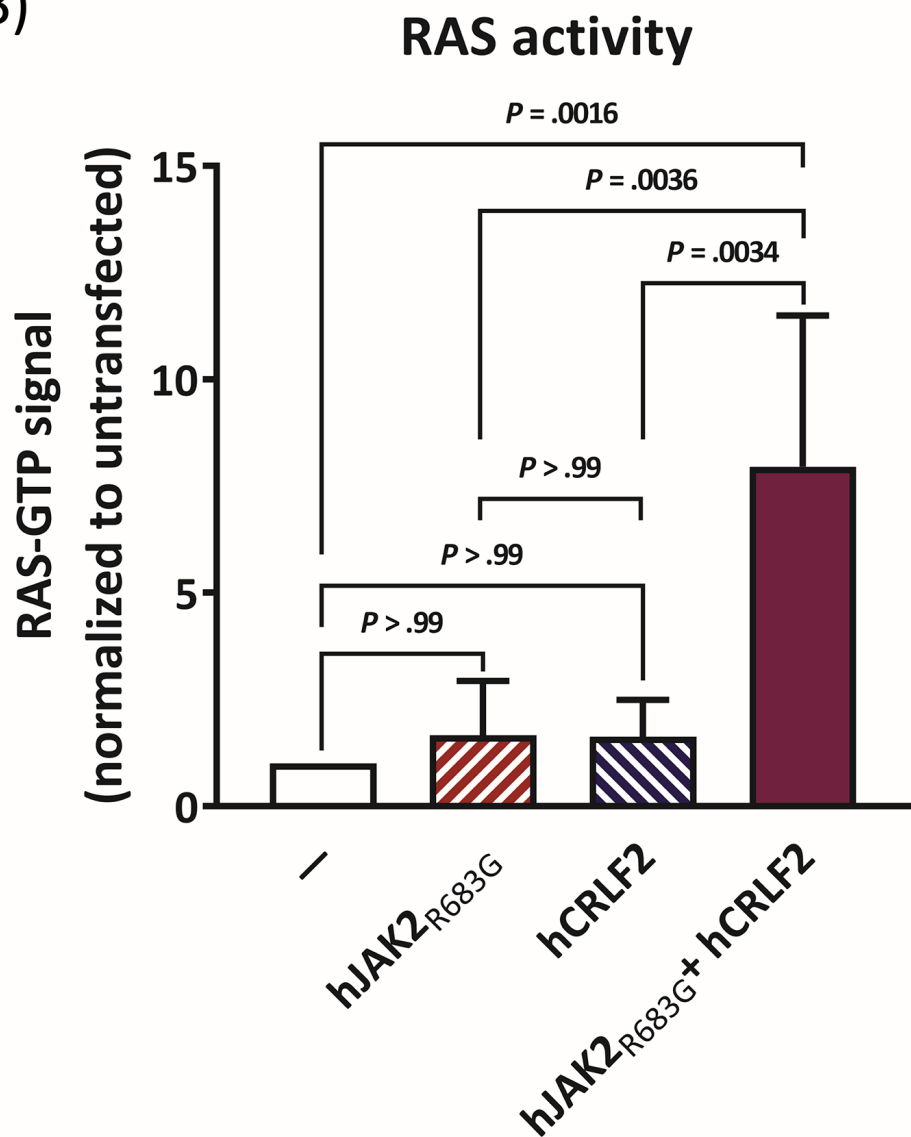 B)
RAS activity
P = .0016
P = .0036
P = .0034
P > .99
P > .99
P > .99
RAS-GTP signal
(normalized to untransfected)
15
10
5
0
–
hJAK2R683G
hCRLF2
hJAK2R683G+ hCRLF2